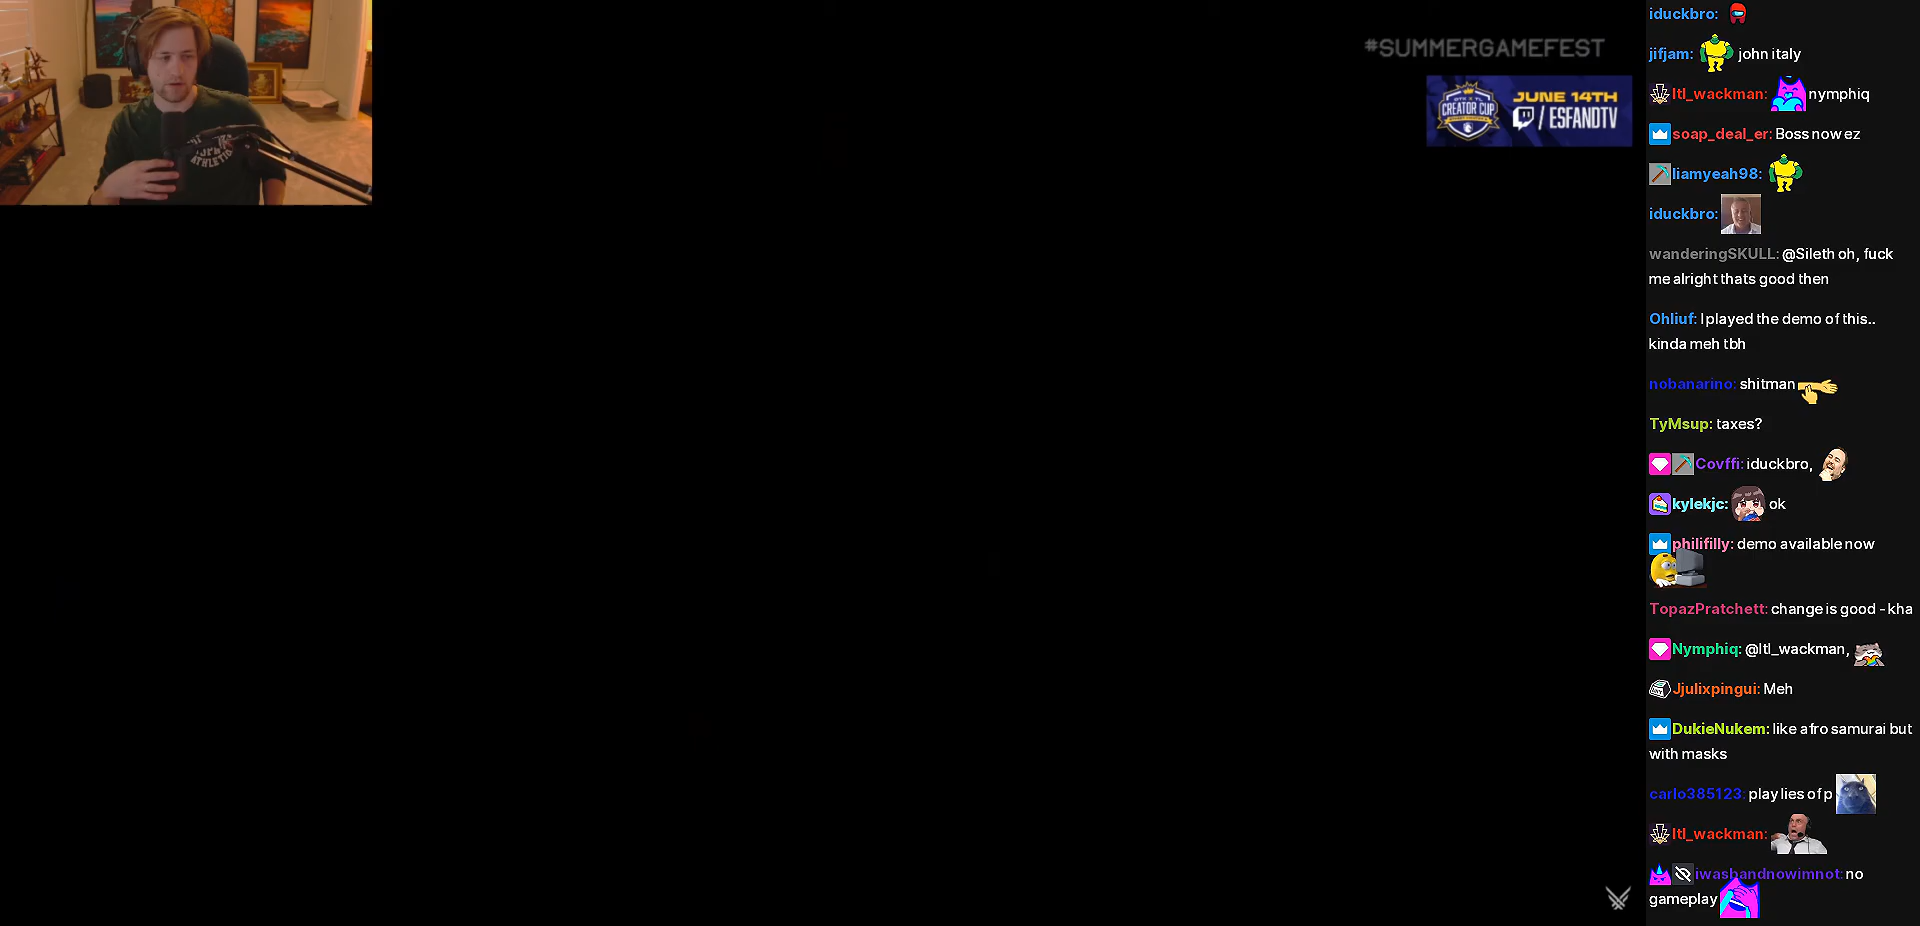 #SUMMERGAMEFEST
CREATOR CUP
JUNE 14TH
/ESFANDTV
ATHLETIC
iduckbro:
jifjam: john italy
ltl_wackman: nymphiq
soap_deal_er: Boss now ez
liamyeah98:
iduckbro:
wanderingSKULL: @Sileth oh, fuck
me alright thats good then
Ohliuf: I played the demo of this..
kinda meh tbh
nobanarino: shitman
TyMsup: taxes?
Covffi: iduckbro,
kylekjc: ok
philifilly: demo available now
TopazPratchett: change is good - kha
Nymphiq: @ltl_wackman,
Jjulixpingui: Meh
DukieNukem: like afro samurai but
with masks
carlo385123: play lies of p
ltl_wackman:
iwasbandnowimnot: no
gameplay